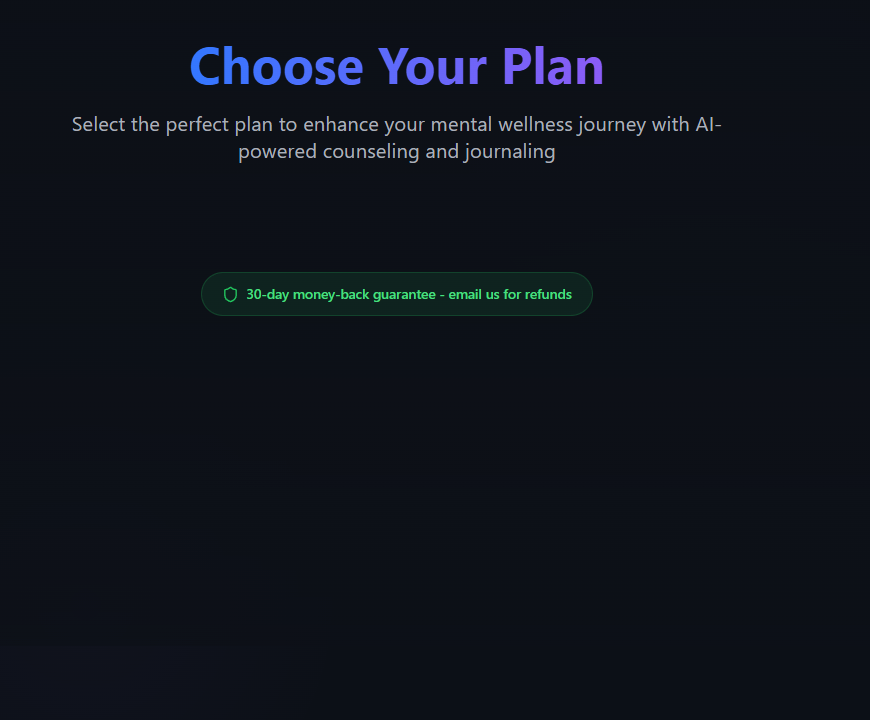 Choose Your Plan
Select the perfect plan to enhance your mental wellness journey with AI-
powered counseling and journaling
30-day money-back guarantee - email us for refunds